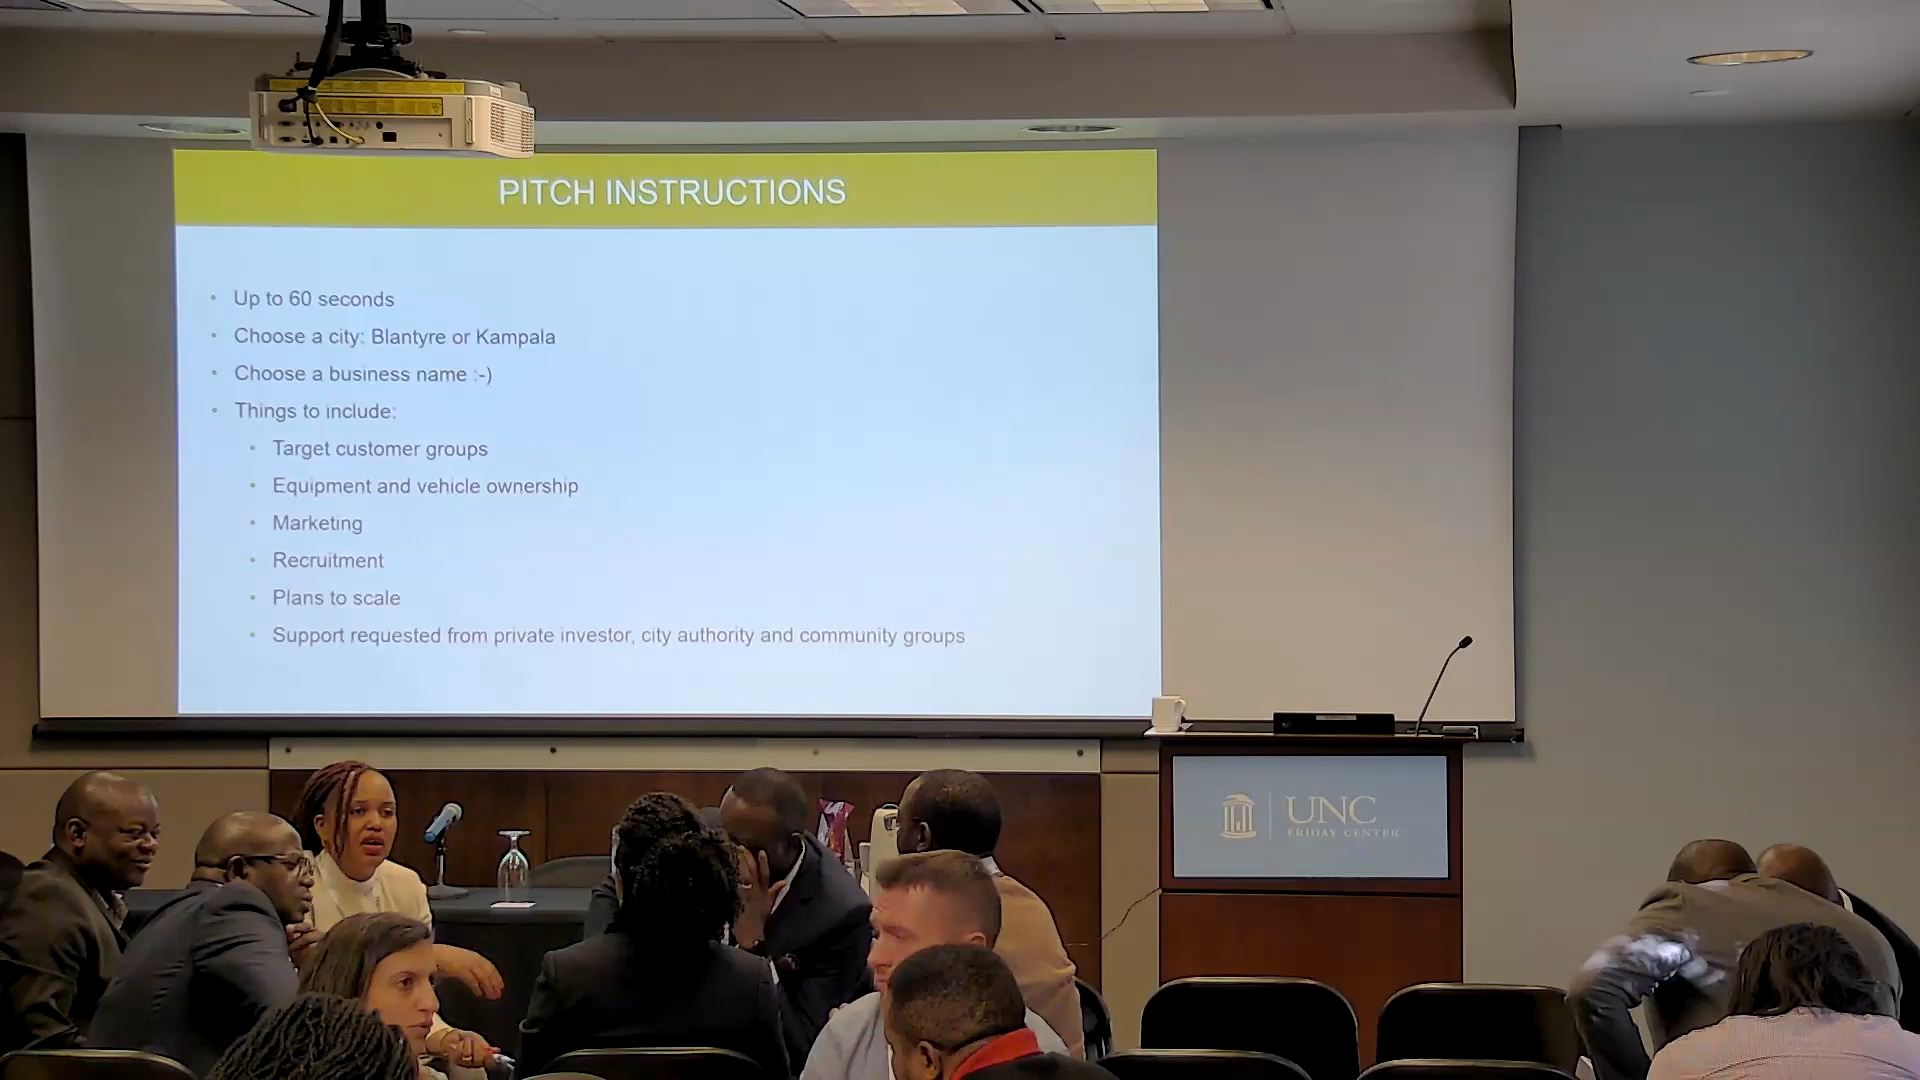 PITCH INSTRUCTIONS
• Up to 60 seconds
• Choose a city: Blantyre or Kampala
• Choose a business name :-)
• Things to include:
• Target customer groups
• Equipment and vehicle ownership
• Marketing
• Recruitment
• Plans to scale
• Support requested from private investor, city authority and community groups
UNC
FRIDAY CENTER